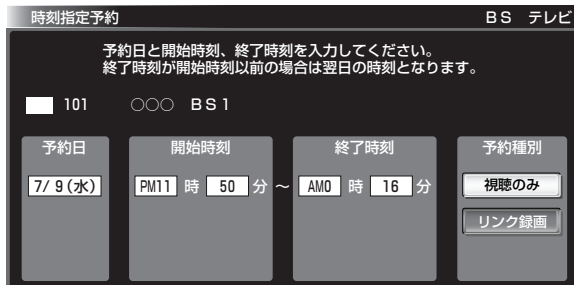 時刻指定予約 BS テレビ
予約日と開始時刻、終了時刻を入力してください。
終了時刻が開始時刻以前の場合は翌日の時刻となります。
101 ○○○ BS1
予約日 開始時刻 終了時刻 予約種別
7/ 9(水) PM11 時 50 分 ~ AM0 時 16 分 視聴のみ
リンク録画